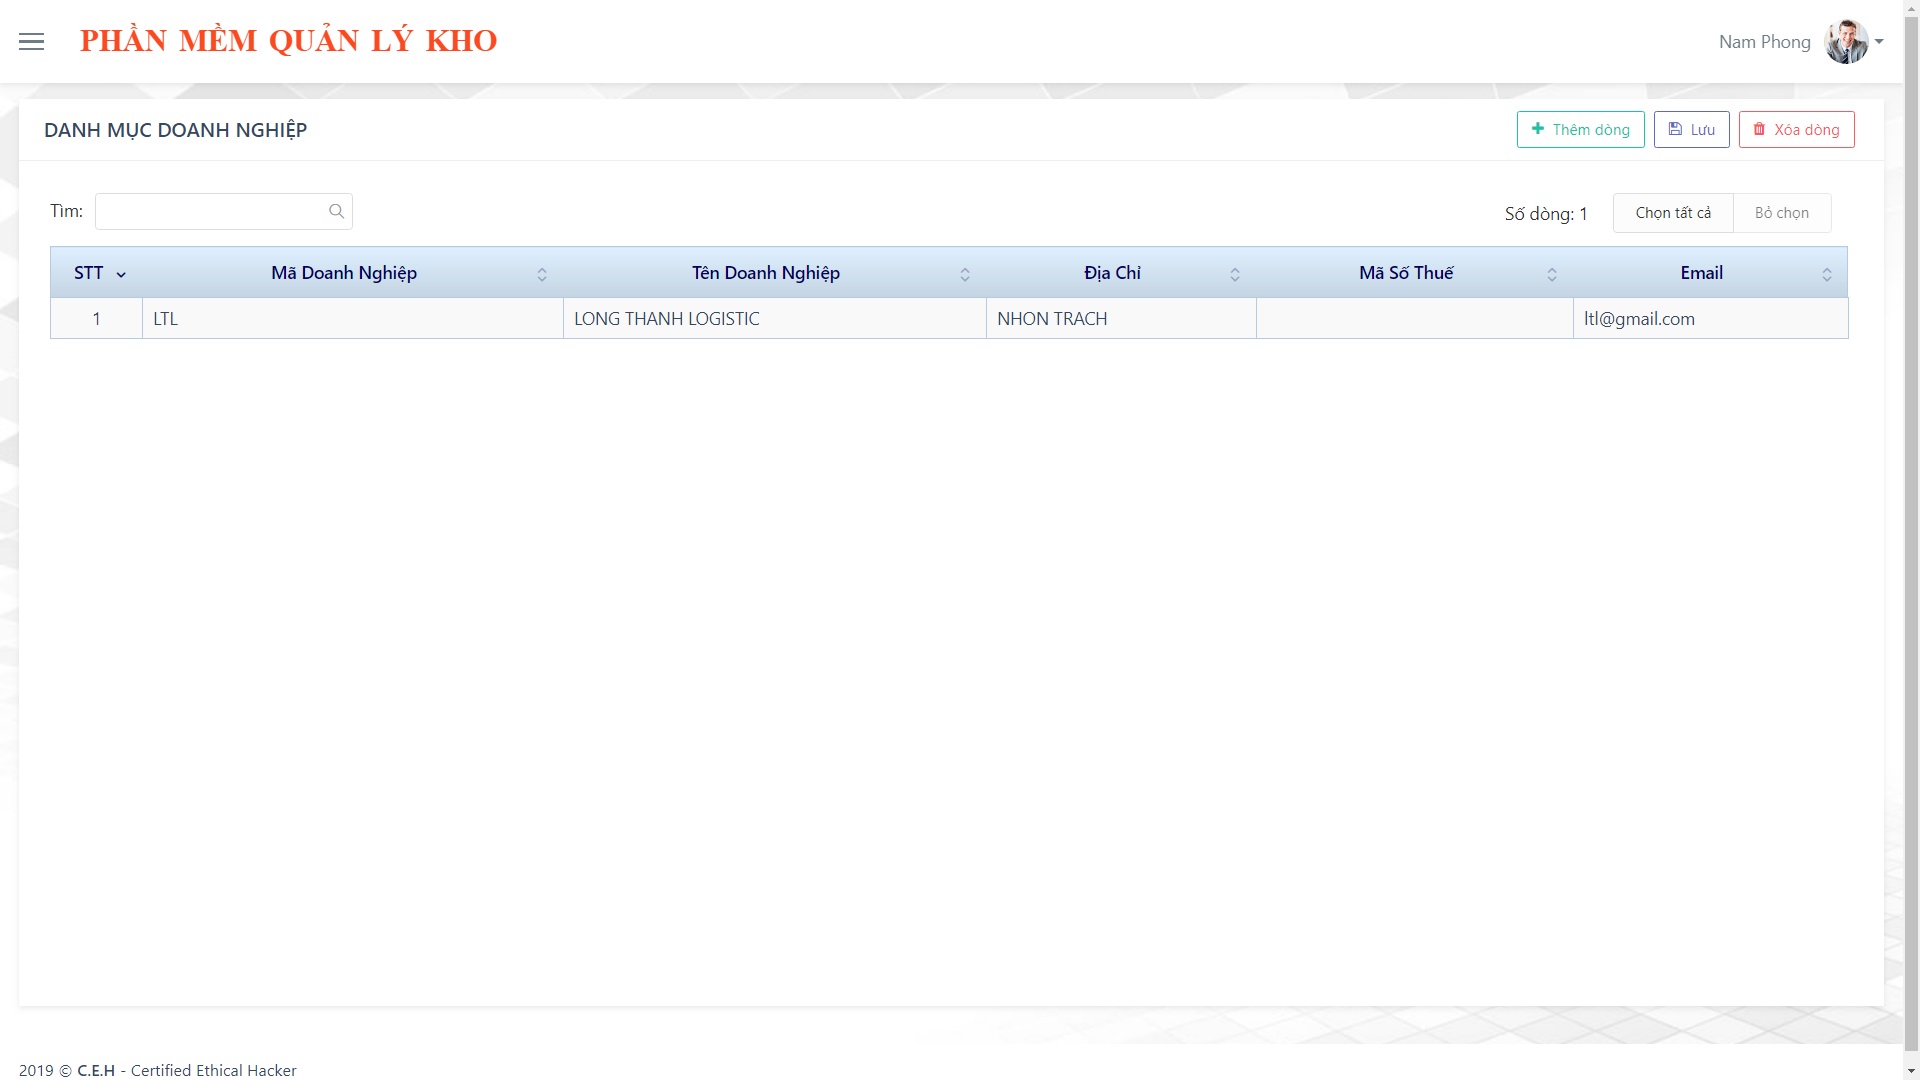 PHẦN MỀM QUẢN LÝ KHO
Nam Phong
DANH MỤC DOANH NGHIỆP
Thêm dòng
Lưu
Xóa dòng
Tìm:
Số dòng: 1
Chọn tất cả
Bỏ chọn
STT Mã Doanh Nghiệp Tên Doanh Nghiệp Địa Chỉ Mã Số Thuế Email
1 LTL LONG THANH LOGISTIC NHON TRACH ltl@gmail.com
2019 © C.E.H - Certified Ethical Hacker